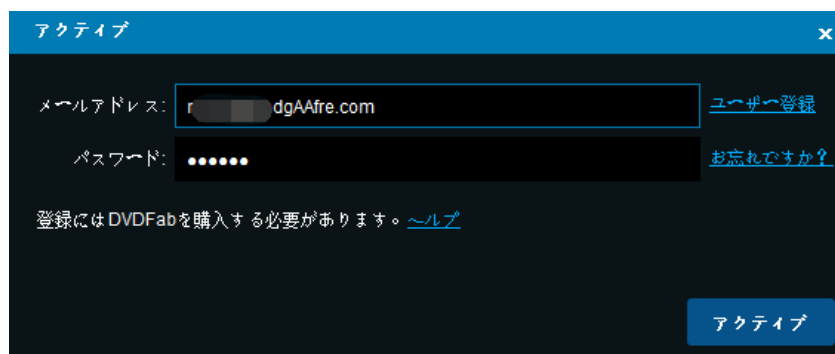 アクティブ x
メールアドレス: r dgAAfre.com ユーザー登録
パスワード: •••••• お忘れですか?
登録にはDVDFabを購入する必要があります。ヘルプ
アクティブ